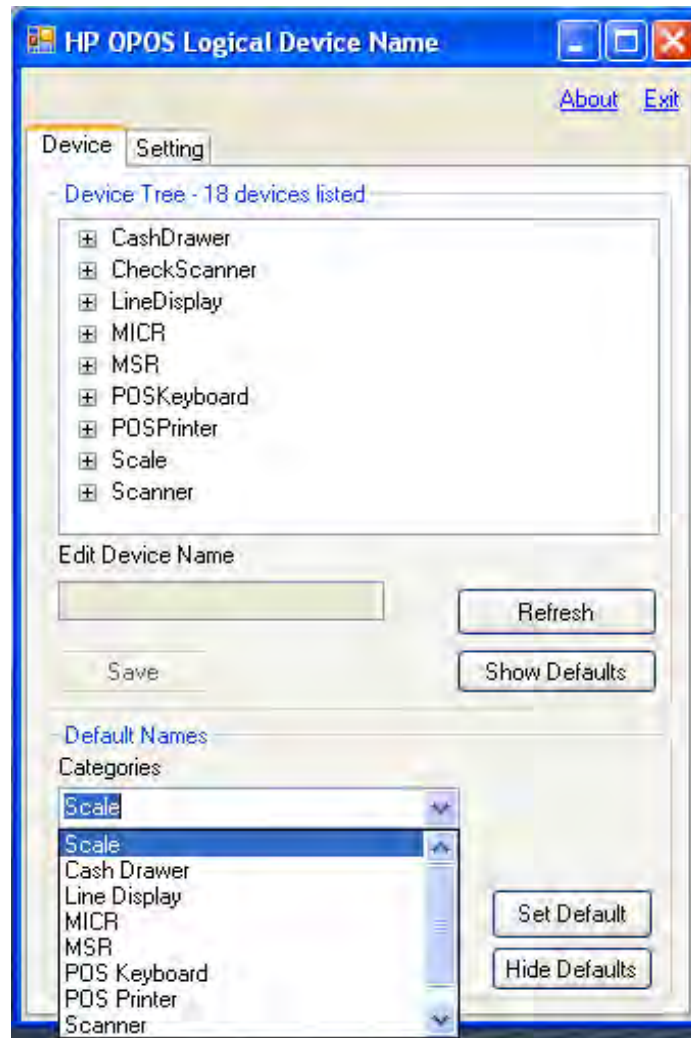 HP OPOS Logical Device Name
About Exit
Device Setting
Device Tree - 18 devices listed
CashDrawer
CheckScanner
LineDisplay
MICR
MSR
POSKeyboard
POSPrinter
Scale
Scanner
Edit Device Name
Refresh
Save Show Defaults
Default Names
Categories
Scale
Scale
Cash Drawer
Line Display
MICR
Set Default
MSR
POS Keyboard
Hide Defaults
POS Printer
Scanner